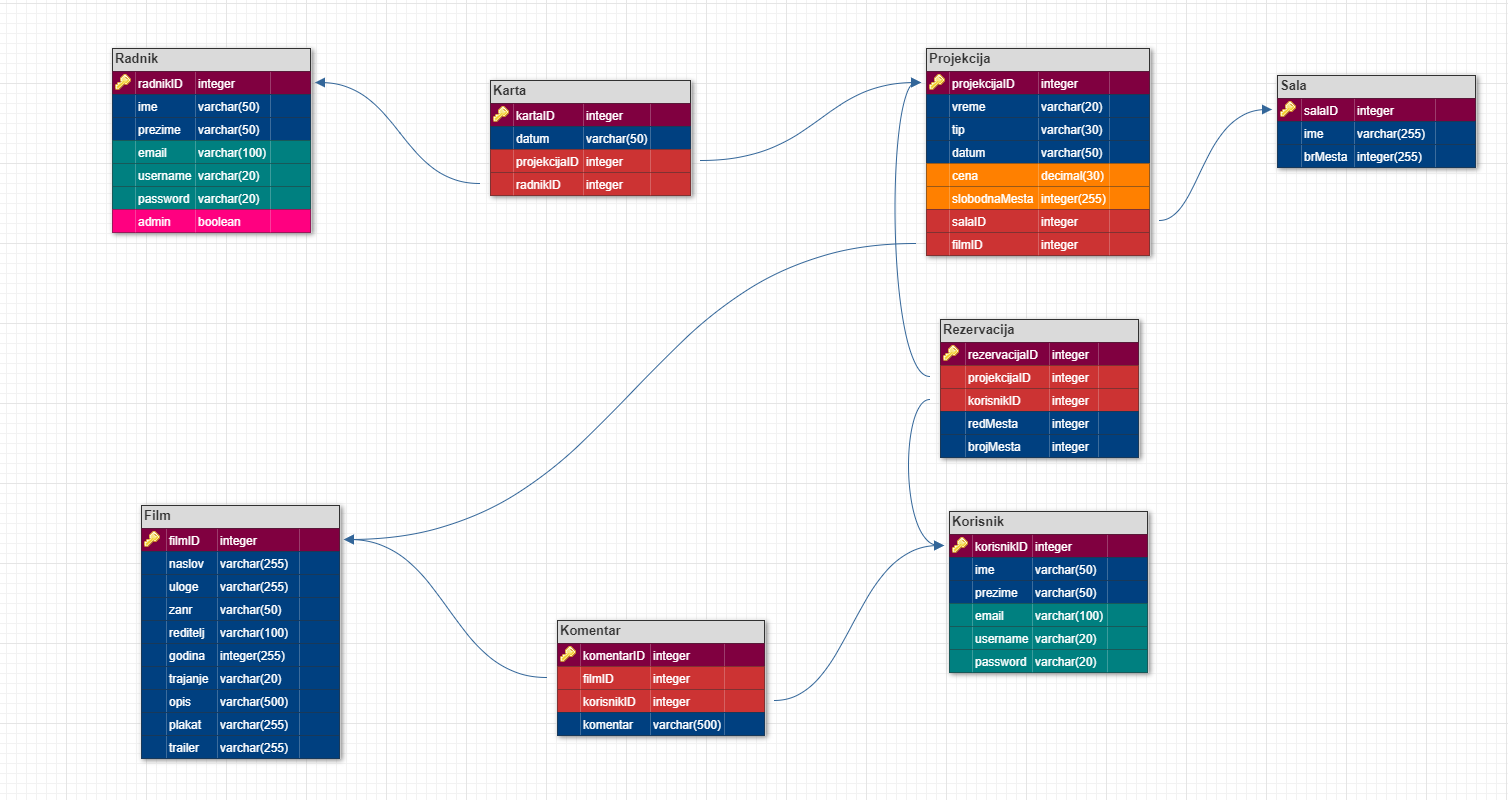 Radnik
radnikID integer
ime varchar(50)
prezime varchar(50)
email varchar(100)
username varchar(20)
password varchar(20)
admin boolean
Karta
kartaID integer
datum varchar(50)
projekcijaID integer
radnikID integer
Projekcija
projekcijaID integer
vreme varchar(20)
tip varchar(30)
datum varchar(50)
cena decimal(30)
slobodnaMesta integer(255)
salaID integer
filmID integer
Sala
salaID integer
ime varchar(255)
brMesta integer(255)
Rezervacija
rezervacijaID integer
projekcijaID integer
korisnikID integer
redMesta integer
brojMesta integer
Film
filmID integer
naslov varchar(255)
uloge varchar(255)
zanr varchar(50)
reditelj varchar(100)
godina integer(255)
trajanje varchar(20)
opis varchar(500)
plakat varchar(255)
trailer varchar(255)
Komentar
komentarID integer
filmID integer
korisnikID integer
komentar varchar(500)
Korisnik
korisnikID integer
ime varchar(50)
prezime varchar(50)
email varchar(100)
username varchar(20)
password varchar(20)